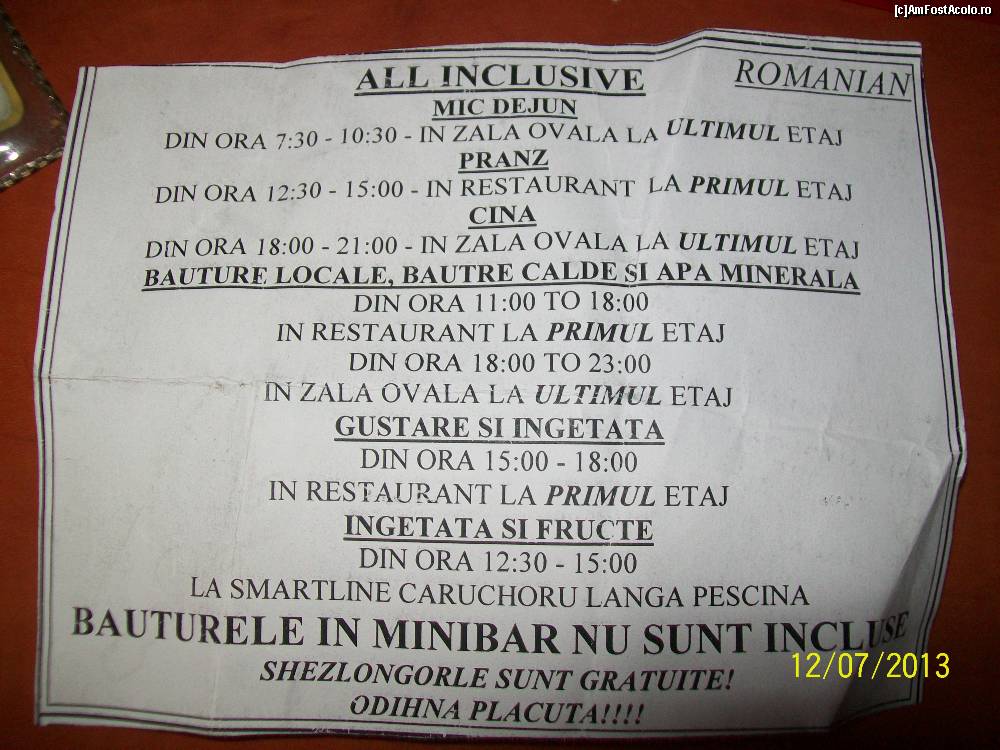 [c]AmFostAcolo.ro
ALL INCLUSIVE
ROMANIAN
MIC DEJUN
DIN ORA 7:30 - 10:30 - IN ZALA OVALA LA ULTIMUL ETAJ
PRANZ
DIN ORA 12:30 - 15:00 - IN RESTAURANT LA PRIMUL ETAJ
CINA
DIN ORA 18:00 - 21:00 - IN ZALA OVALA LA ULTIMUL ETAJ
BAUTURE LOCALE, BAUTRE CALDE SI APA MINERALA
DIN ORA 11:00 TO 18:00
IN RESTAURANT LA PRIMUL ETAJ
DIN ORA 18:00 TO 23:00
IN ZALA OVALA LA ULTIMUL ETAJ
GUSTARE SI INGETATA
DIN ORA 15:00 - 18:00
IN RESTAURANT LA PRIMUL ETAJ
INGETATA SI FRUCTE
DIN ORA 12:30 - 15:00
LA SMARTLINE CARUCHORU LANGA PESCINA
BAUTURELE IN MINIBAR NU SUNT INCLUSE
SHEZLONGORLE SUNT GRATUITE!
ODIHNA PLACUTA!!!!
12/07/2013